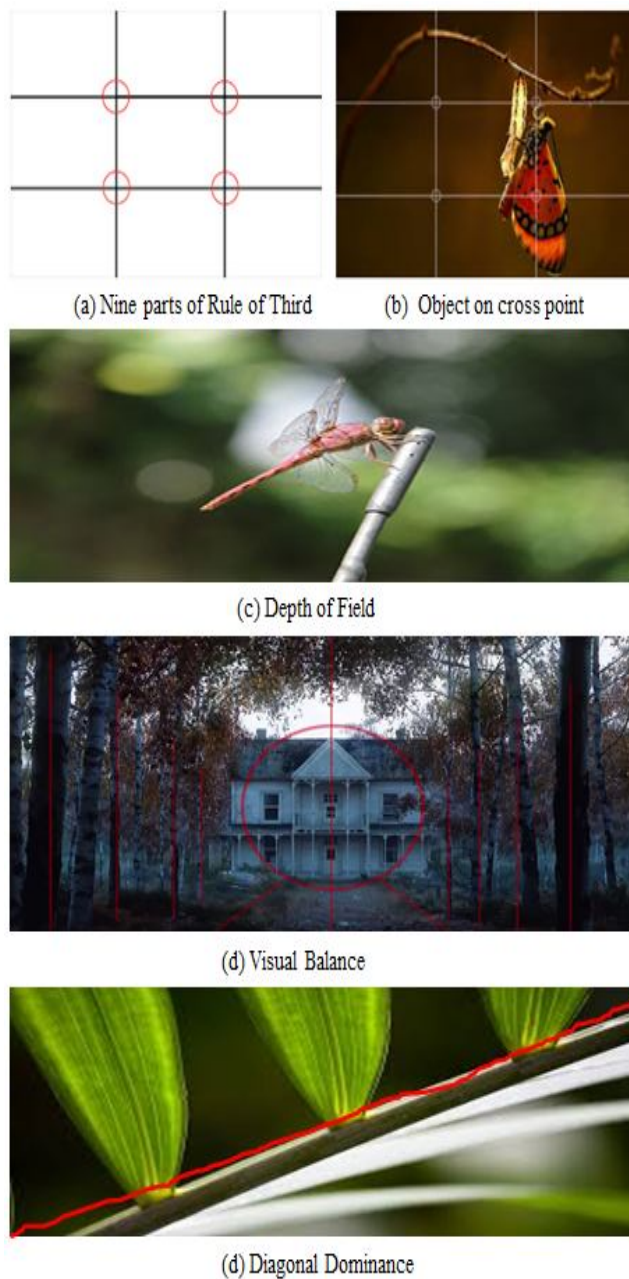 (a) Nine parts of Rule of Third
(b) Object on cross point
(c) Depth of Field
(d) Visual Balance
(d) Diagonal Dominance